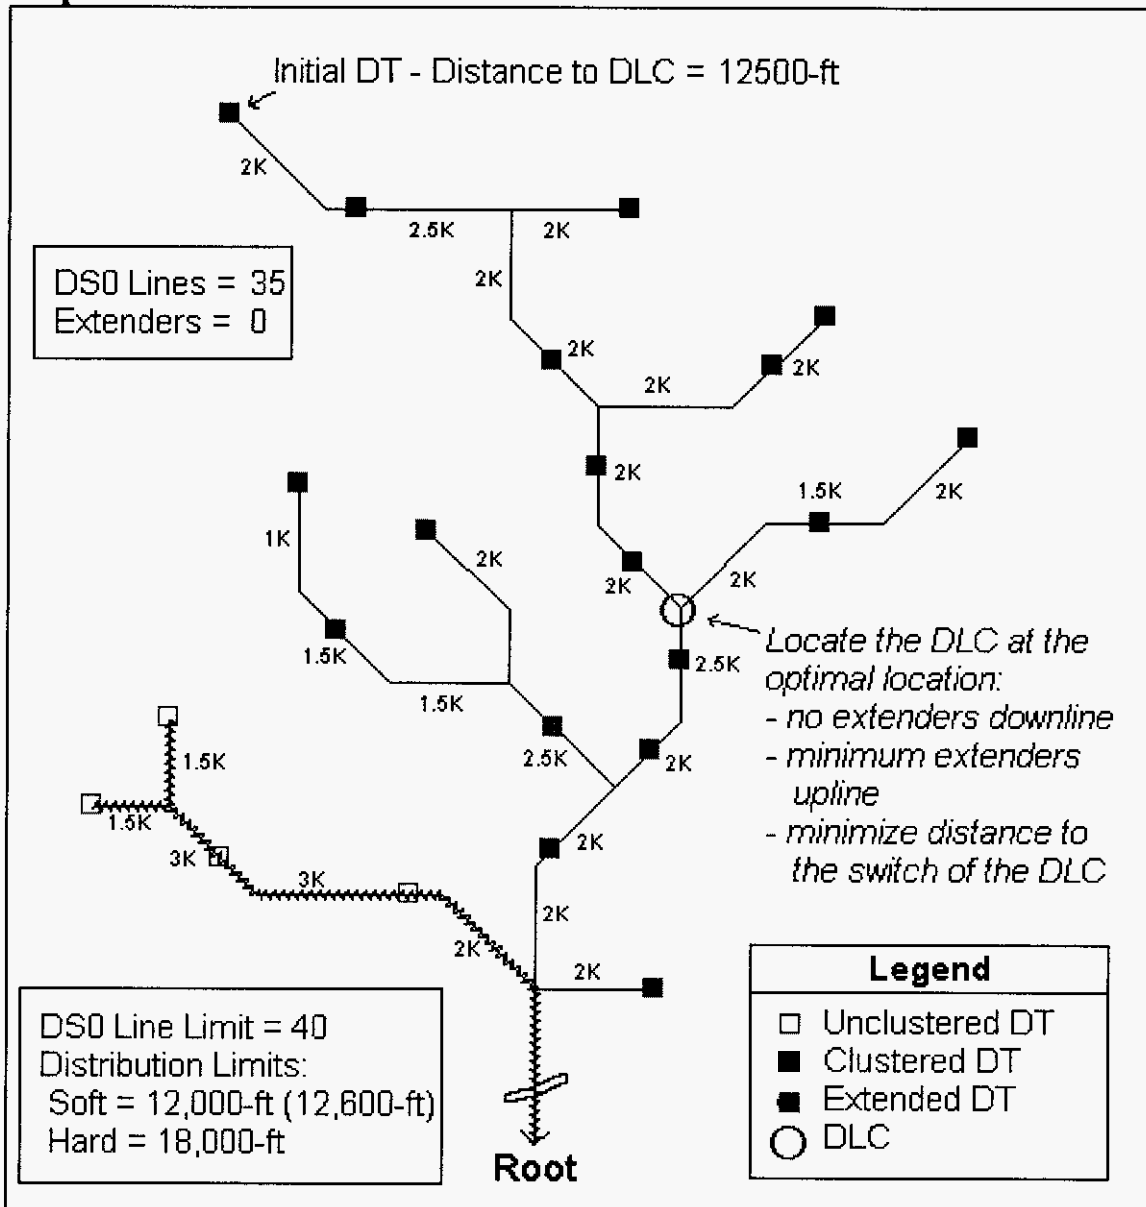 Initial DT - Distance to DLC = 12500-ft
2K
2.5K
2K
2K
DS0 Lines = 35
Extenders = 0
2K
2K
2K
2K
1.5K
2K
1K
2K
2K
2K
1.5K
1.5K
2.5K
Locate the DLC at the
optimal location:
- no extenders downline
- minimum extenders
upline
- minimize distance to
the switch of the DLC
2.5K
2K
1.5K
1.5K
3K
3K
2K
2K
2K
2K
DS0 Line Limit = 40
Distribution Limits:
Soft = 12,000-ft (12,600-ft)
Hard = 18,000-ft
Root
Legend
Unclustered DT
Clustered DT
Extended DT
DLC